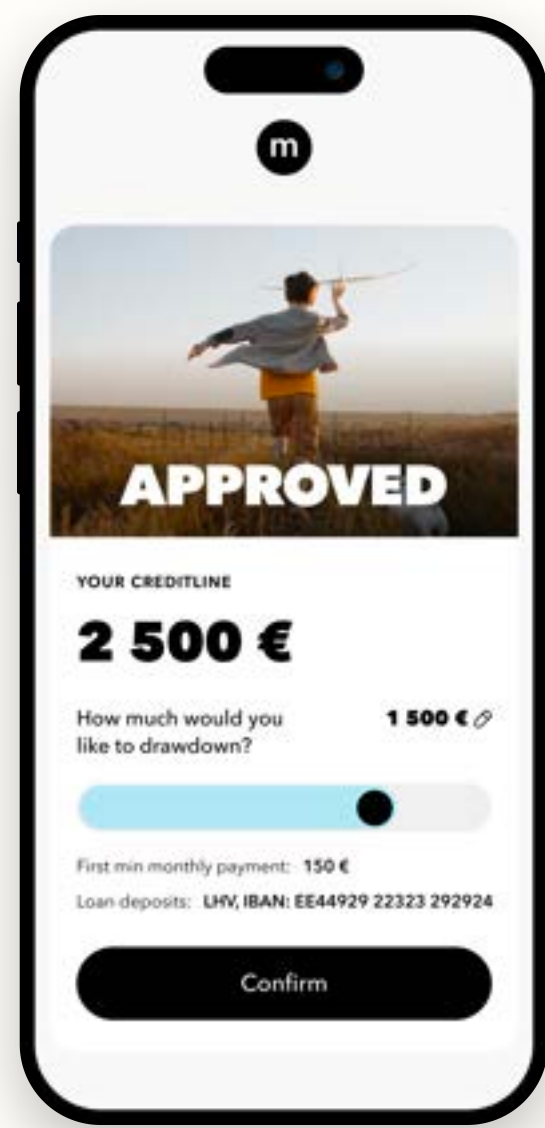 m
APPROVED
YOUR CREDITLINE
2 500 €
How much would you
like to drawdown?
1 500 €
First min monthly payment: 150 €
Loan deposits: LHV, IBAN: EE44929 22323 292924
Confirm